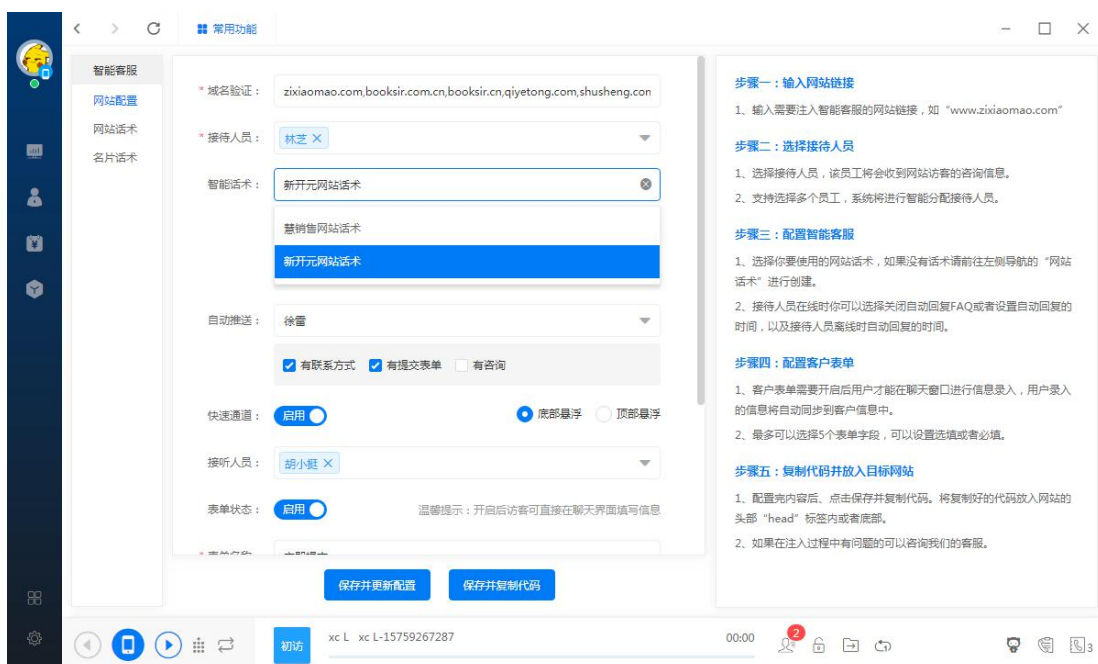 常用功能
智能客服
网站配置
网站话术
名片话术
* 域名验证：
zixiaomao.com,booksir.com.cn,booksir.cn,qiyetong.com,shusheng.con
* 接待人员：
林芝 ×
智能话术：
新开元网站话术
慧销售网站话术
新开元网站话术
自动推送：
徐雷
有联系方式 有提交表单 有咨询
快速通道：
启用
底部悬浮 顶部悬浮
接听人员：
胡小挺 ×
表单状态：
启用
温馨提示：开启后访客可直接在聊天界面填写信息
保存并更新配置 保存并复制代码
步骤一：输入网站链接
1、输入需要注入智能客服的网站链接，如“www.zixiaomao.com”
步骤二：选择接待人员
1、选择接待人员，该员工将会收到网站访客的咨询信息。
2、支持选择多个员工，系统将进行智能分配接待人员。
步骤三：配置智能客服
1、选择你要使用的网站话术，如果没有话术请前往左侧导航的“网站
话术”进行创建。
2、接待人员在线时你可以选择关闭自动回复FAQ或者设置自动回复的
时间，以及接待人员离线时自动回复的时间。
步骤四：配置客户表单
1、客户表单需要开启后用户才能在聊天窗口进行信息录入，用户录入
的信息将自动同步到客户信息中。
2、最多可以选择5个表单字段，可以设置选填或者必填。
步骤五：复制代码并放入目标网站
1、配置完内容后、点击保存并复制代码。将复制好的代码放入网站的
头部“head”标签内或者底部。
2、如果在注入过程中有问题的可以咨询我们的客服。
初访
xc L xc L-15759267287
00:00
2
3